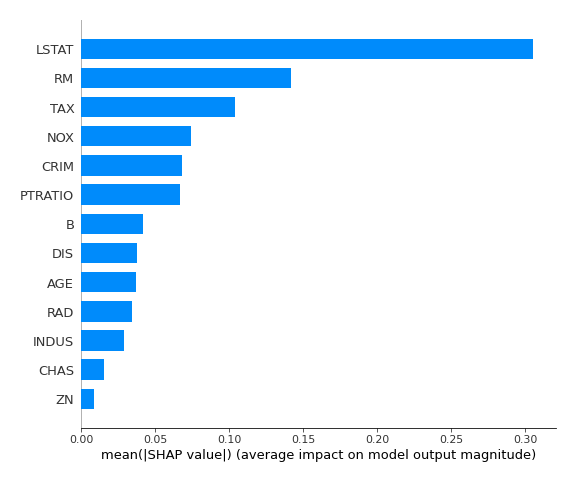 LSTAT
RM
TAX
NOX
CRIM
PTRATIO
B
DIS
AGE
RAD
INDUS
CHAS
ZN
0.00 0.05 0.10 0.15 0.20 0.25 0.30
mean(|SHAP value|) (average impact on model output magnitude)